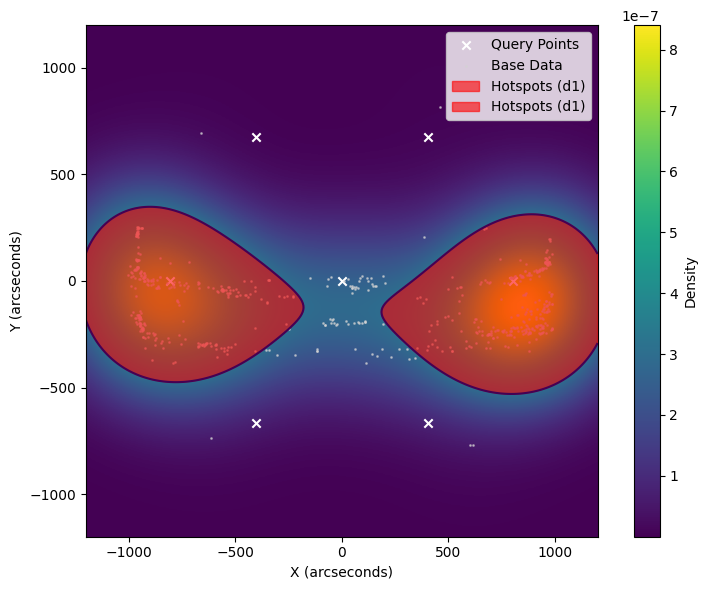 1e−7
Query Points
Base Data
Hotspots (d1)
Hotspots (d1)
1000
500
0
−500
−1000
Y (arcseconds)
−1000
−500
0
500
1000
X (arcseconds)
8
7
6
5
4
3
2
1
Density